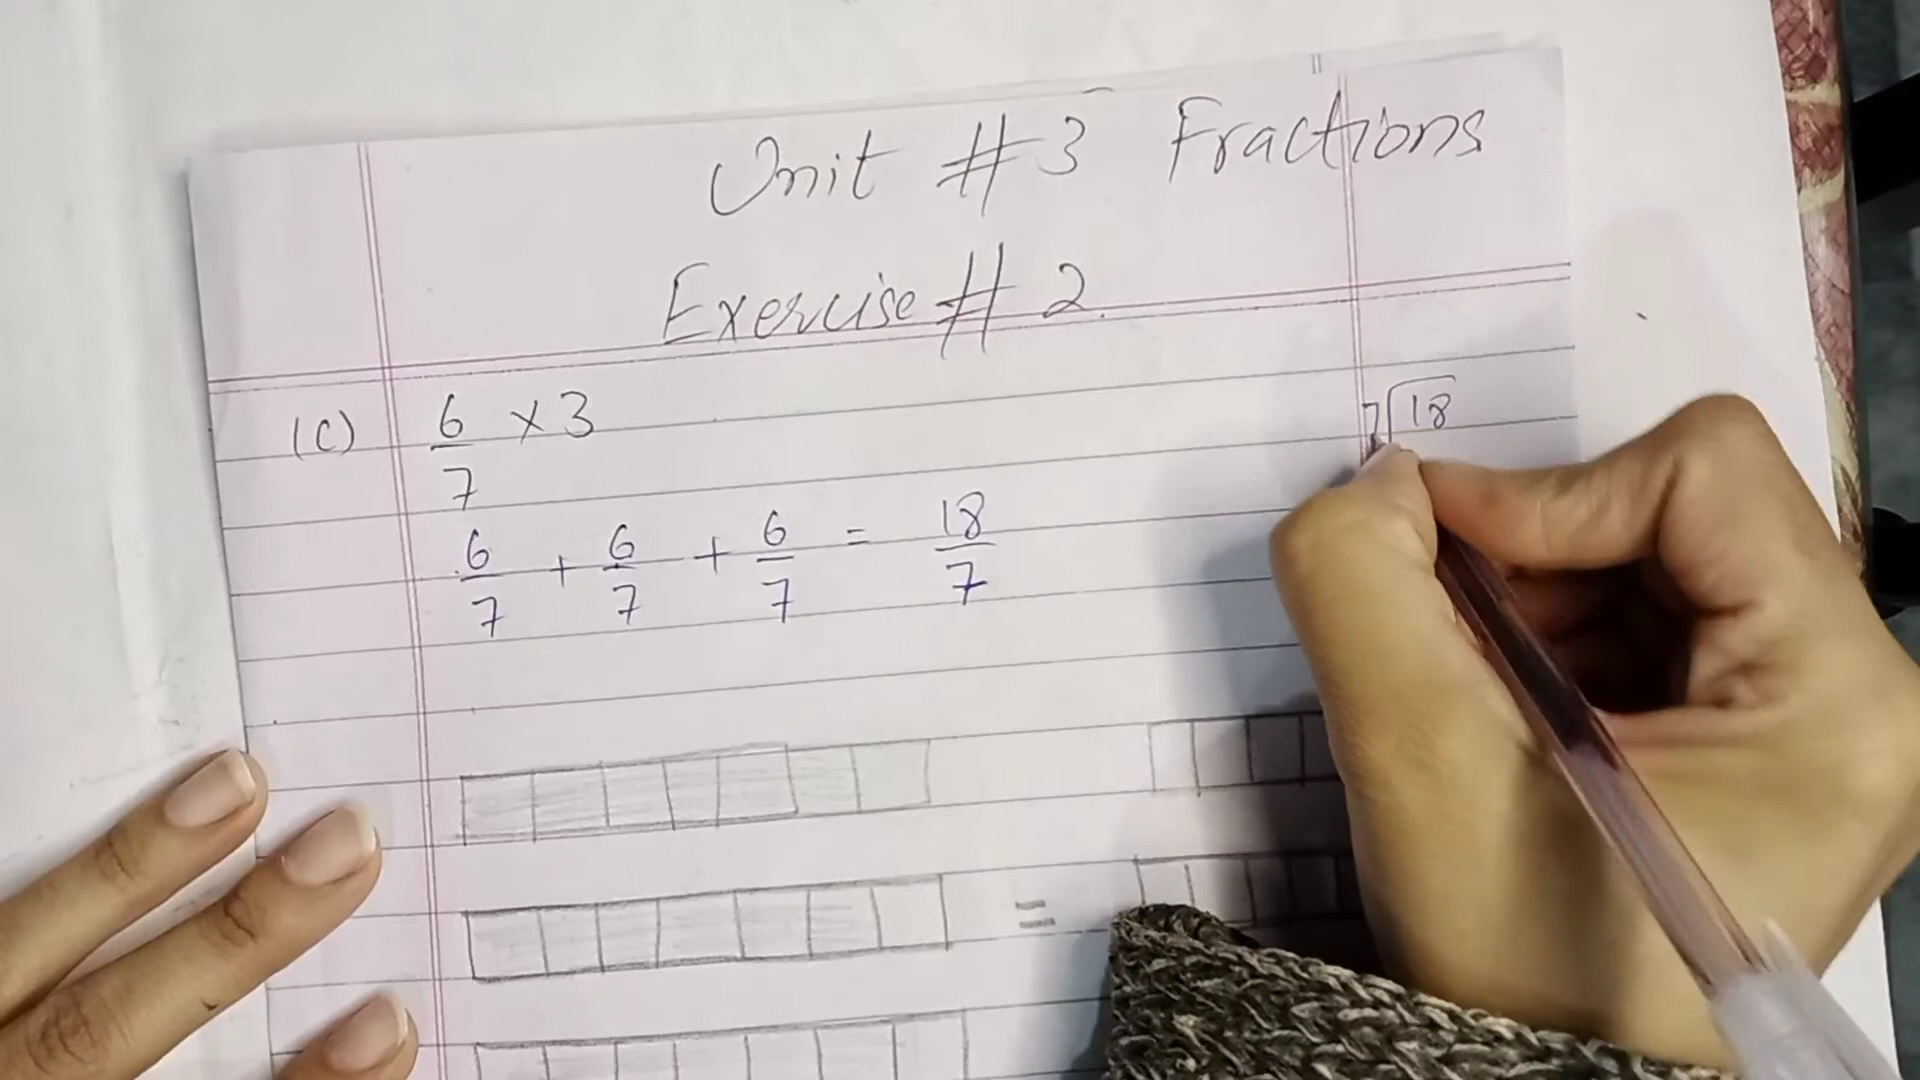 Unit # 3 Fractions
Exercise # 2.
(C) 6/7 × 3
7√18
6/7 + 6/7 + 6/7 = 18/7
=